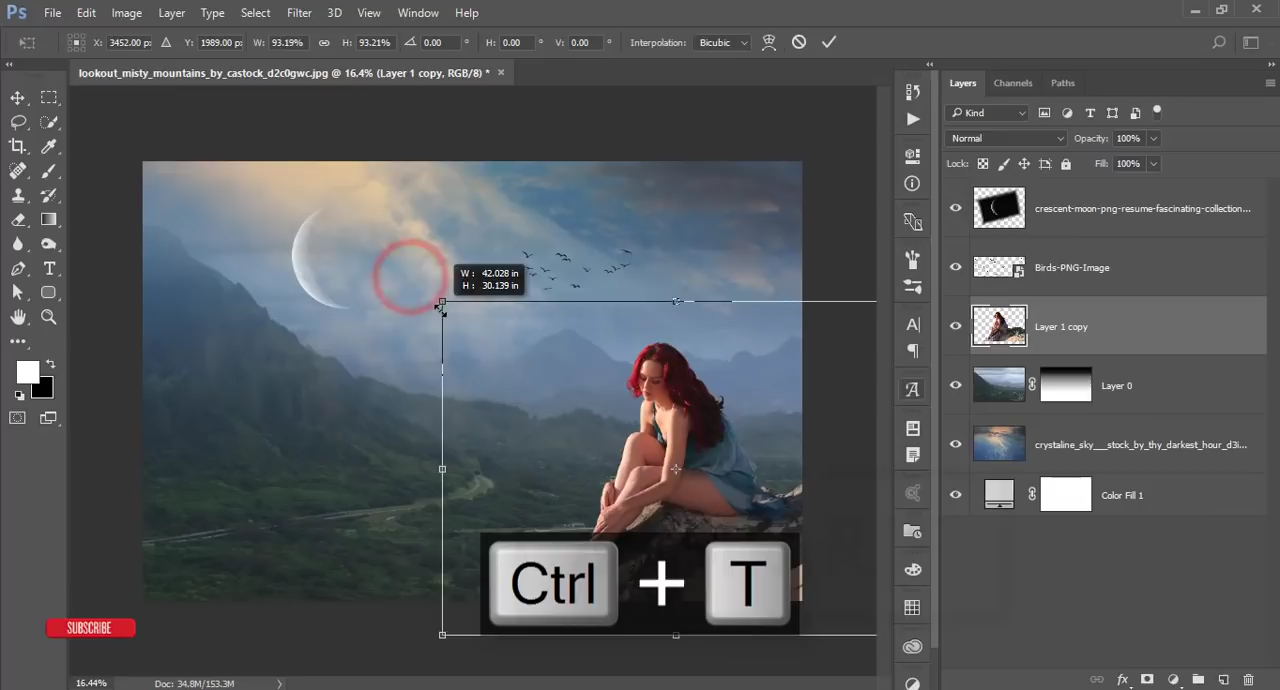 Ps File Edit Image Layer Type Select Filter 3D View Window Help
X: 3452.00 px Y: 1989.00 px W: 93.19% H: 93.21% 0.00 ° H: 0.00 ° V: 0.00 ° Interpolation: Bicubic
lookout_misty_mountains_by_castock_d2c0gwc.jpg @ 16.4% (Layer 1 copy, RGB/8) * ×
Layers Channels Paths
Kind
Normal Opacity: 100%
Lock: Fill: 100%
crescent-moon-png-resume-fascinating-collection...
Birds-PNG-Image
Layer 1 copy
Layer 0
crystaline_sky___stock_by_thy_darkest_hour_d3i...
Color Fill 1
W: 42.028 in
H: 30.139 in
Ctrl + T
SUBSCRIBE
16.44% Doc: 34.8M/153.3M